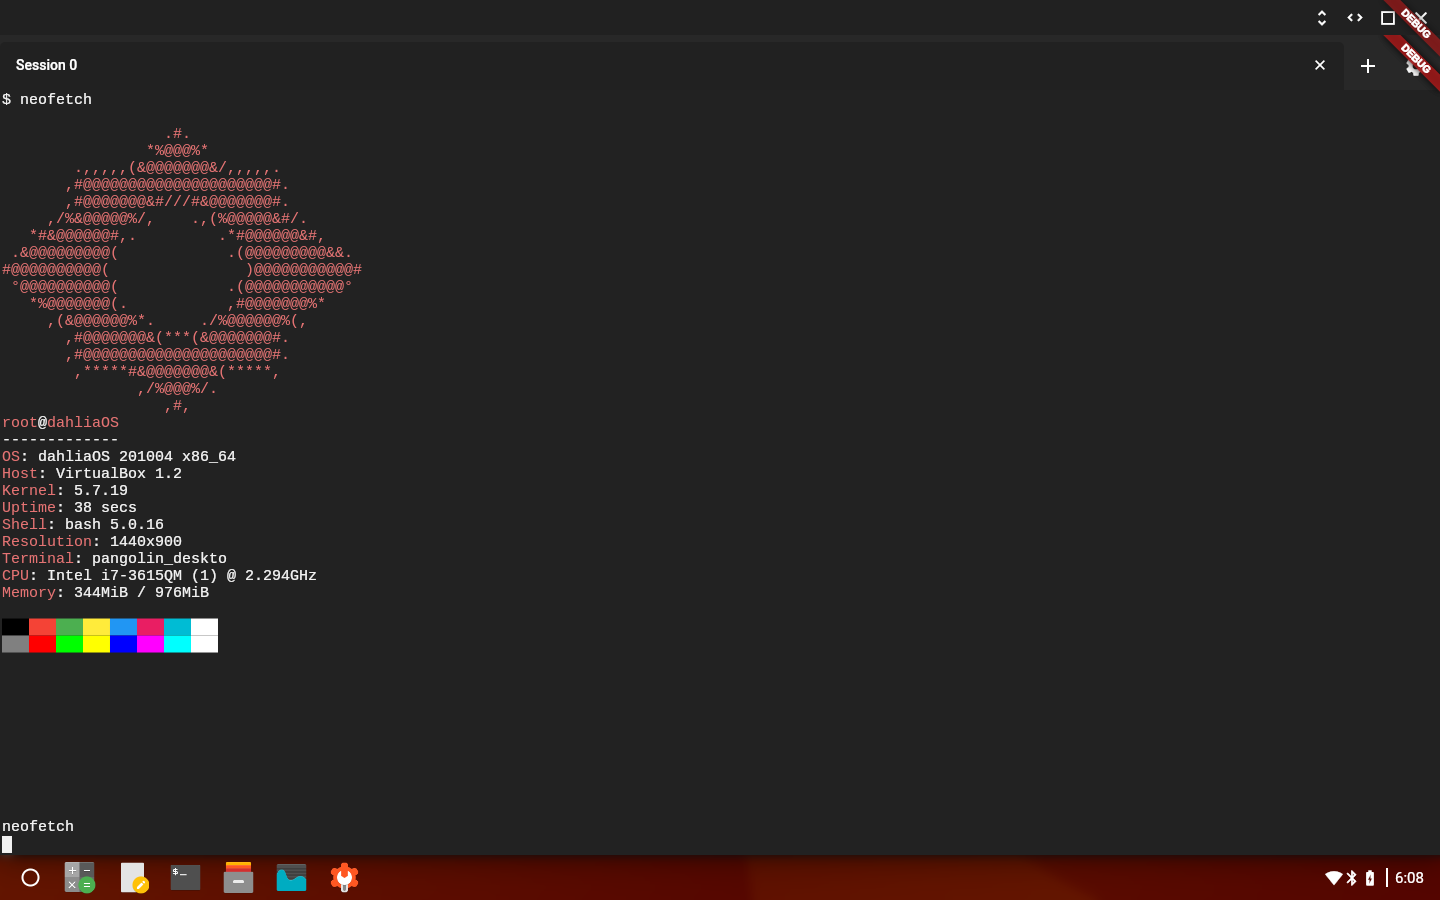 DEBUG
Session 0
DEBUG
$ neofetch
                  .#.
                *%@@@%*
        .,,,,,(&@@@@@@@&/,,,,,.
       ,#@@@@@@@@@@@@@@@@@@@@@#.
       ,#@@@@@@@&#///#&@@@@@@@#.
     ,/%&@@@@@%/,    .,(%@@@@@&#/.
   *#&@@@@@@#,.         .*#@@@@@@&#,
 .&@@@@@@@@@(            .(@@@@@@@@@&&.
#@@@@@@@@@@(               )@@@@@@@@@@@#
 °@@@@@@@@@@(            .(@@@@@@@@@@@°
   *%@@@@@@@(.           ,#@@@@@@@%*
     ,(&@@@@@@%*.     ./%@@@@@@%(,
       ,#@@@@@@@&(***(&@@@@@@@#.
       ,#@@@@@@@@@@@@@@@@@@@@@#.
        ,*****#&@@@@@@@&(*****,
               ,/%@@@%/.
                  ,#,
root@dahliaOS
-------------
OS: dahliaOS 201004 x86_64
Host: VirtualBox 1.2
Kernel: 5.7.19
Uptime: 38 secs
Shell: bash 5.0.16
Resolution: 1440x900
Terminal: pangolin_deskto
CPU: Intel i7-3615QM (1) @ 2.294GHz
Memory: 344MiB / 976MiB
neofetch
$_
6:08